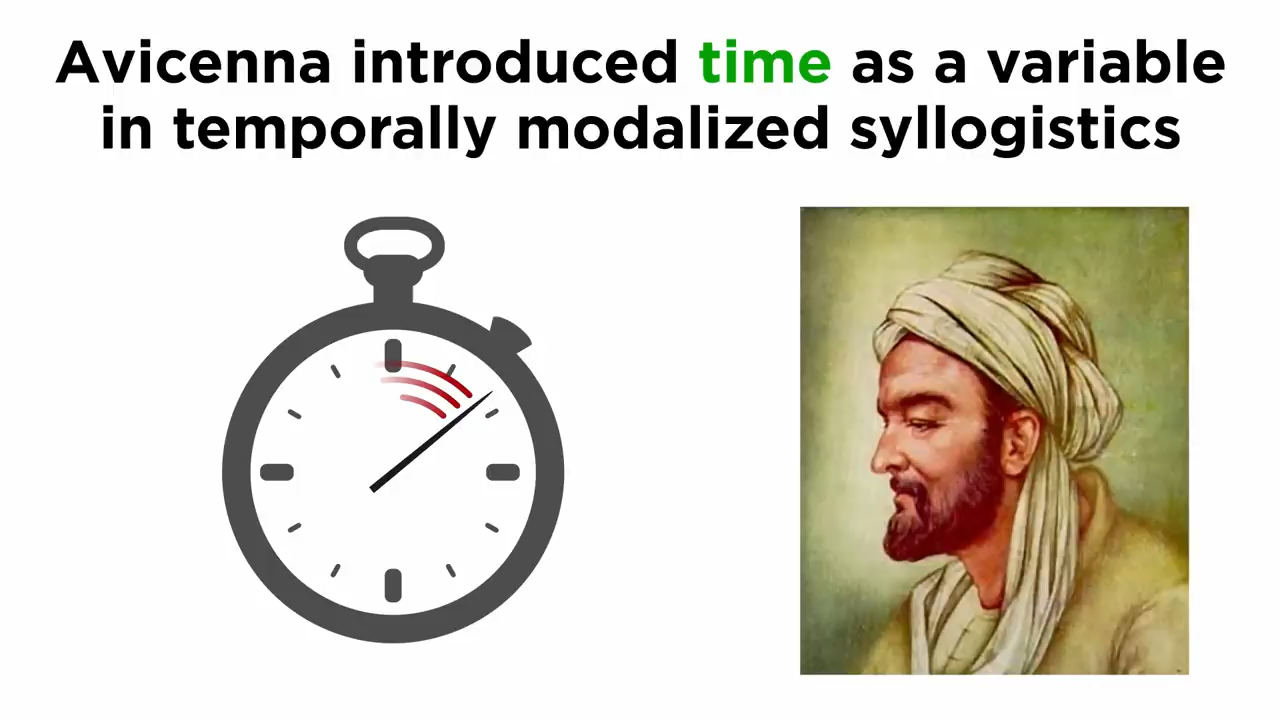 Avicenna introduced time as a variable
in temporally modalized syllogistics